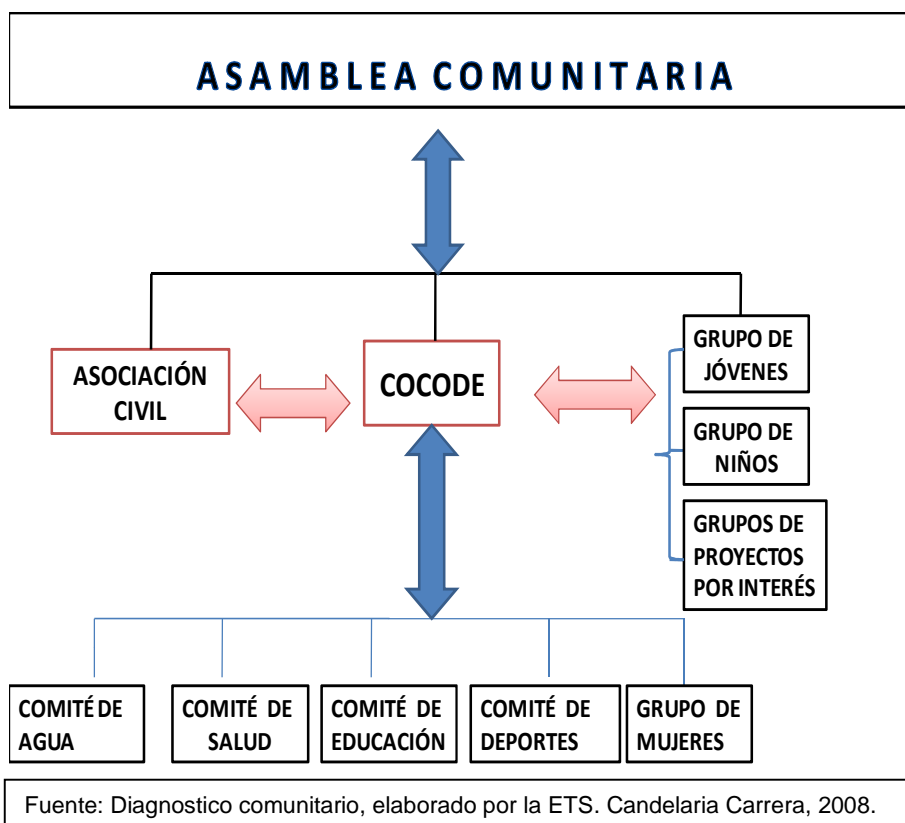 ASAMBLEA COMUNITARIA
ASOCIACIÓN
CIVIL
COCODE
GRUPO DE
JÓVENES
GRUPO DE
NIÑOS
GRUPOS DE
PROYECTOS
POR INTERÉS
COMITÉ DE
AGUA
COMITÉ DE
SALUD
COMITÉ DE
EDUCACIÓN
COMITÉ DE
DEPORTES
GRUPO DE
MUJERES
Fuente: Diagnostico comunitario, elaborado por la ETS. Candelaria Carrera, 2008.